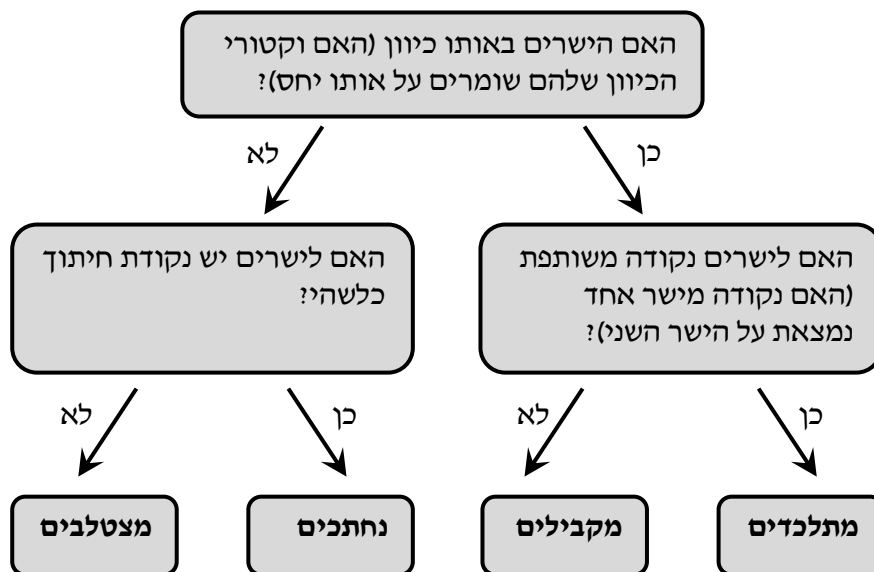 האם הישרים באותו כיוון (האם וקטורי
הכיוון שלהם שומרים על אותו יחס)?
כן
לא
האם לישרים נקודה משותפת
(האם נקודה מישר אחד
נמצאת על הישר השני)?
האם לישרים יש נקודת חיתוך
כלשהי?
כן
לא
כן
לא
מתלכדים
מקבילים
נחתכים
מצטלבים